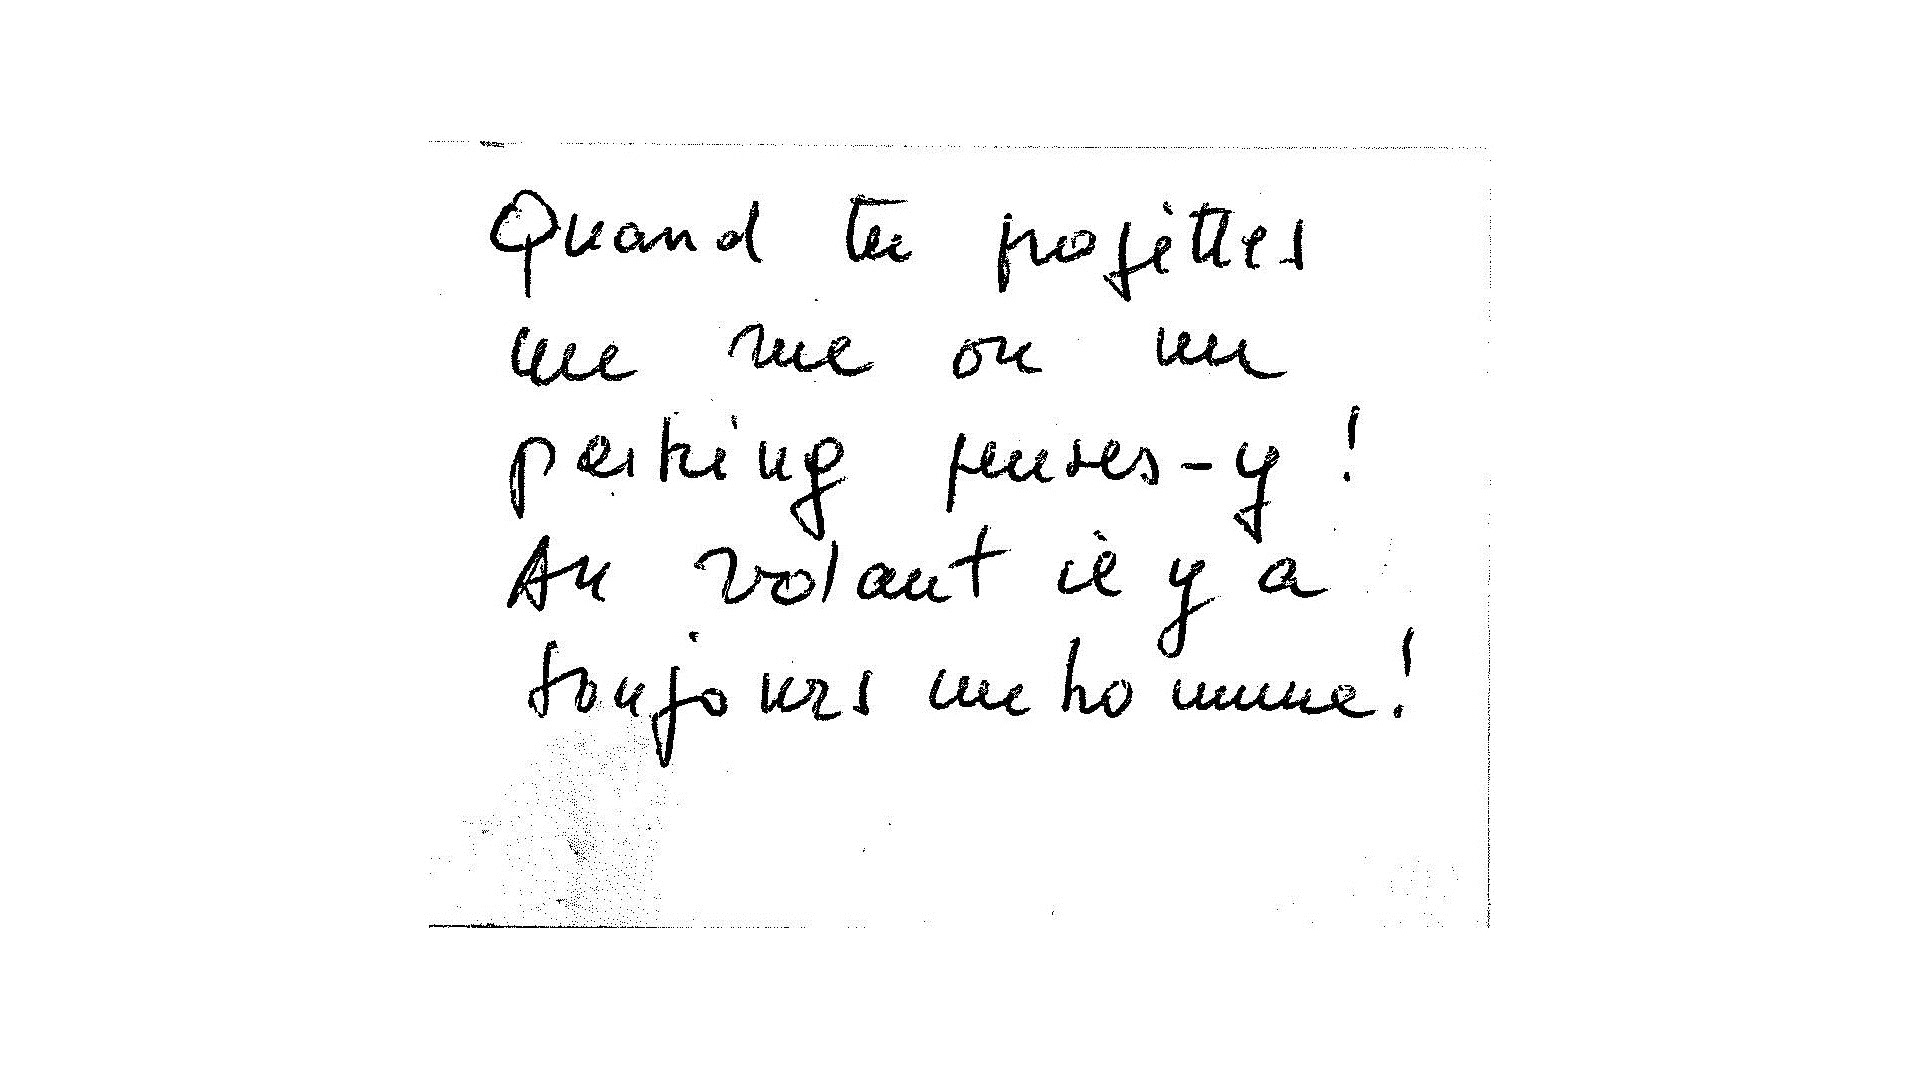 Quand tu projettes
une rue ou un
parking penses-y !
Au volant il y a
toujours un homme !